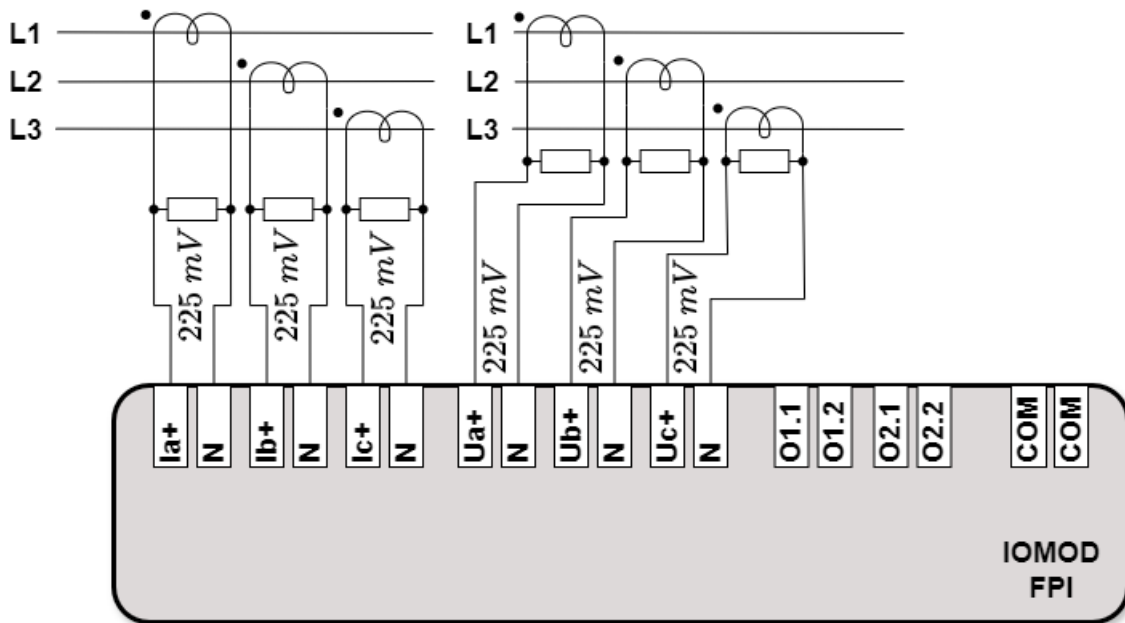 L1
L1
L2
L2
L3
L3
225 mV
225 mV
225 mV
225 mV
225 mV
225 mV
Ia+
N
Ib+
N
Ic+
N
Ua+
N
Ub+
N
Uc+
N
O1.1
O1.2
O2.1
O2.2
COM
COM
IOMOD
FPI